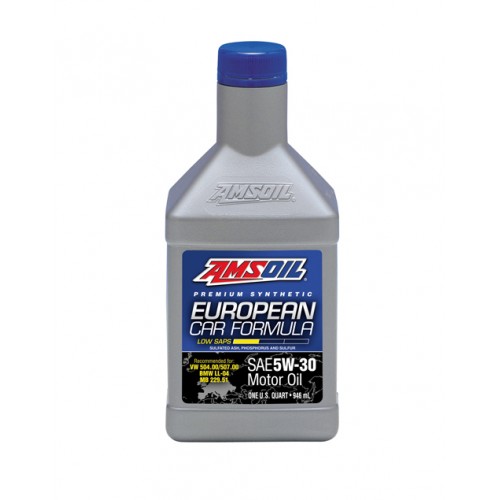 AMSOIL
AMSOIL
PREMIUM SYNTHETIC
EUROPEAN
CAR FORMULA
LOW SAPS
SULFATED ASH, PHOSPHORUS AND SULFUR
Recommended for:
VW 504.00/507.00
BMW LL-04
MB 229.51
SAE 5W-30
Motor Oil
ONE U.S. QUART • 946 mL